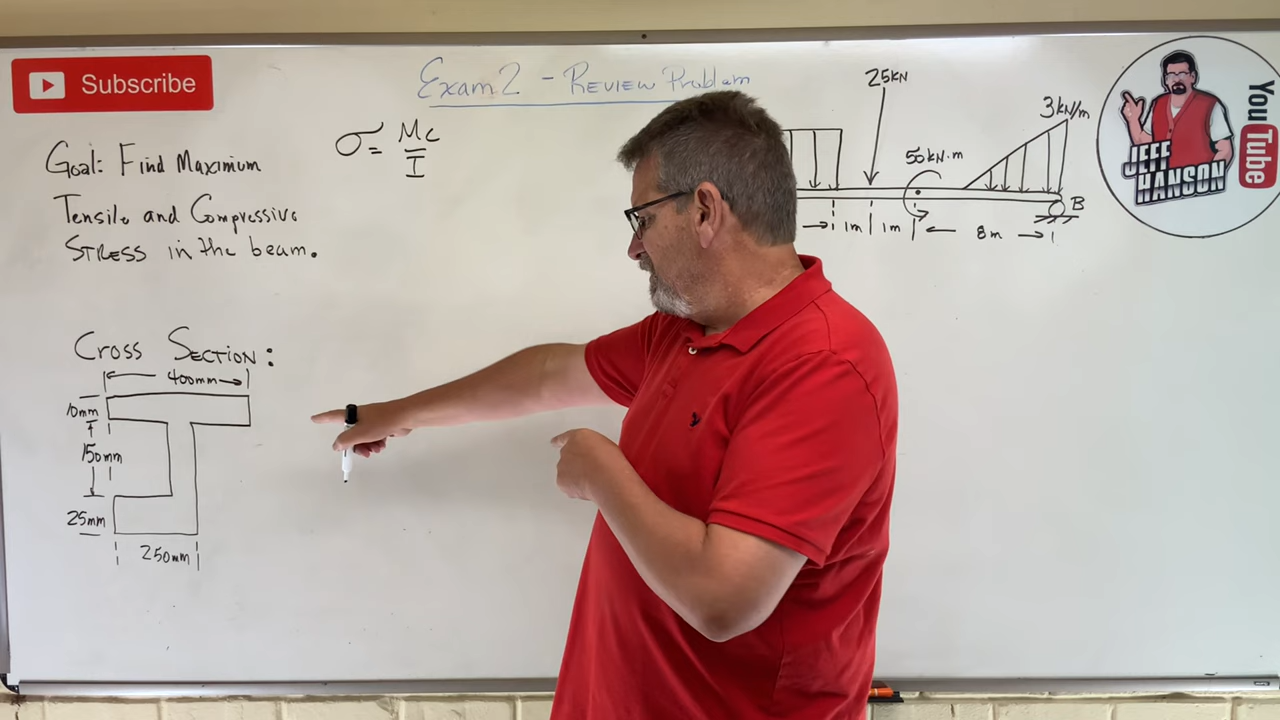 Subscribe
Exam 2 - Review Problem
Goal: Find Maximum
Tensile and Compressive
STRESS in the beam.
σ = Mc
I
25kN
50kN·m
3kN/m
B
1m 1m 8m
Cross Section:
400mm
10mm
150mm
25mm
250mm
YouTube
JEFF
HANSON